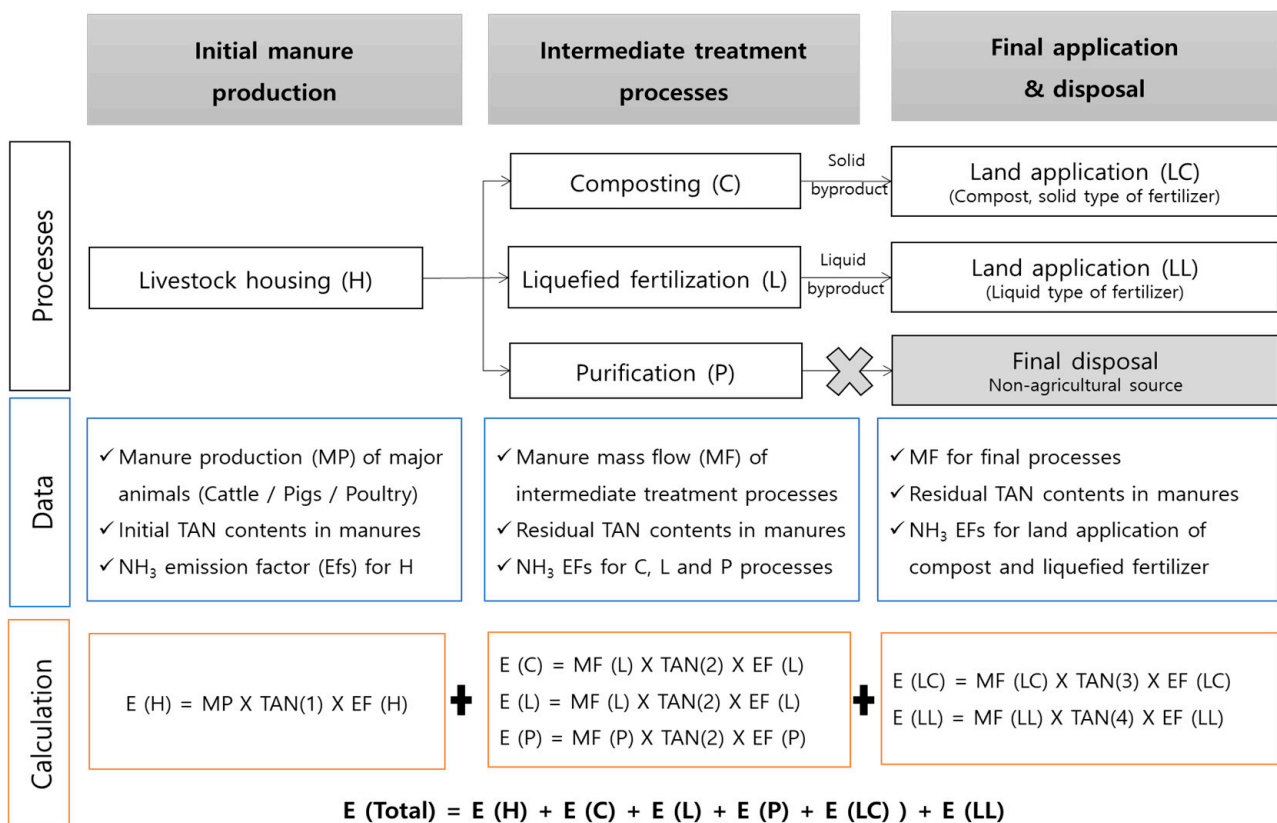 Initial manure
production
Intermediate treatment
processes
Final application
& disposal
Processes
Livestock housing (H)
Composting (C)
Solid
byproduct
Land application (LC)
(Compost, solid type of fertilizer)
Liquefied fertilization (L)
Liquid
byproduct
Land application (LL)
(Liquid type of fertilizer)
Purification (P)
Final disposal
Non-agricultural source
Data
✓ Manure production (MP) of major
animals (Cattle / Pigs / Poultry)
✓ Initial TAN contents in manures
✓ NH₃ emission factor (Efs) for H
✓ Manure mass flow (MF) of
intermediate treatment processes
✓ Residual TAN contents in manures
✓ NH₃ EFs for C, L and P processes
✓ MF for final processes
✓ Residual TAN contents in manures
✓ NH₃ EFs for land application of
compost and liquefied fertilizer
Calculation
E (H) = MP X TAN(1) X EF (H)
+
E (C) = MF (L) X TAN(2) X EF (L)
E (L) = MF (L) X TAN(2) X EF (L)
E (P) = MF (P) X TAN(2) X EF (P)
+
E (LC) = MF (LC) X TAN(3) X EF (LC)
E (LL) = MF (LL) X TAN(4) X EF (LL)
E (Total) = E (H) + E (C) + E (L) + E (P) + E (LC) ) + E (LL)